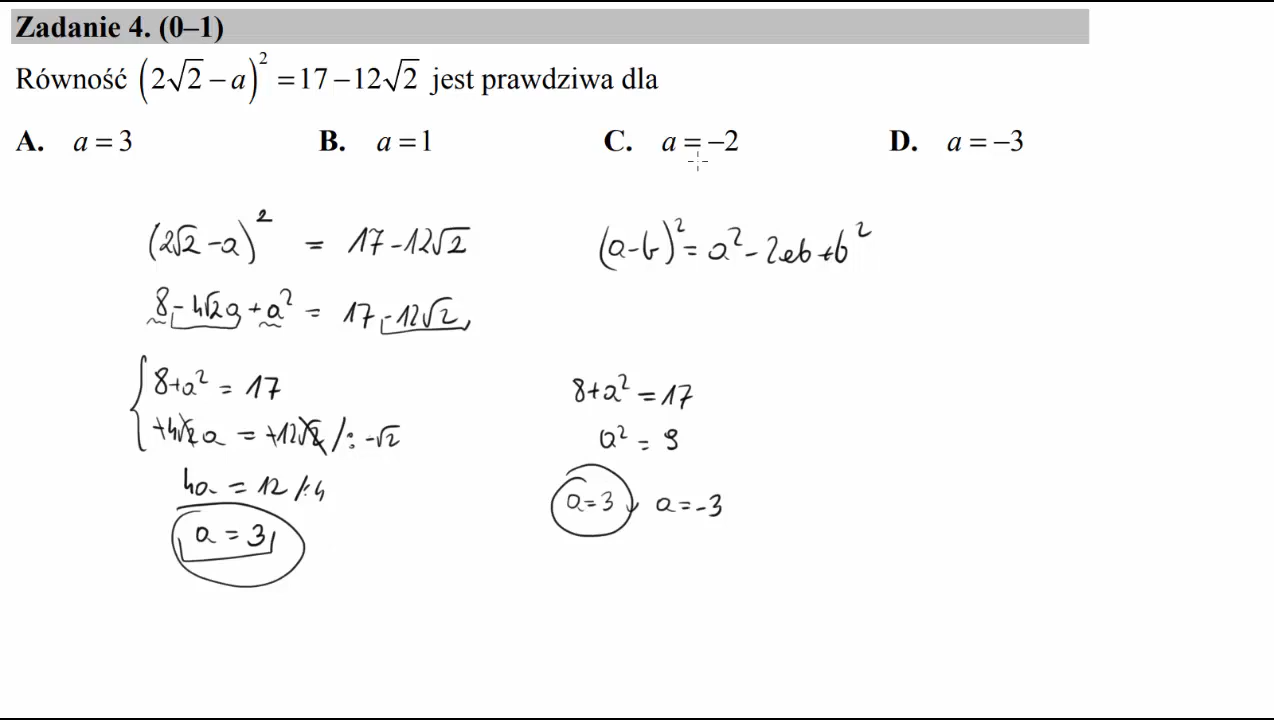 Zadanie 4. (0–1)
Równość (2√2 − a)² = 17 − 12√2 jest prawdziwa dla
A. a = 3 B. a = 1 C. a = −2 D. a = −3
(2√2 − a)² = 17 − 12√2
(a − b)² = a² − 2ab + b²
8 − 4√2a + a² = 17 − 12√2
8 + a² = 17
+4√2a = +12√2 /: −√2
4a = 12 /:4
a = 3
8 + a² = 17
a² = 9
a = 3 ∨ a = −3